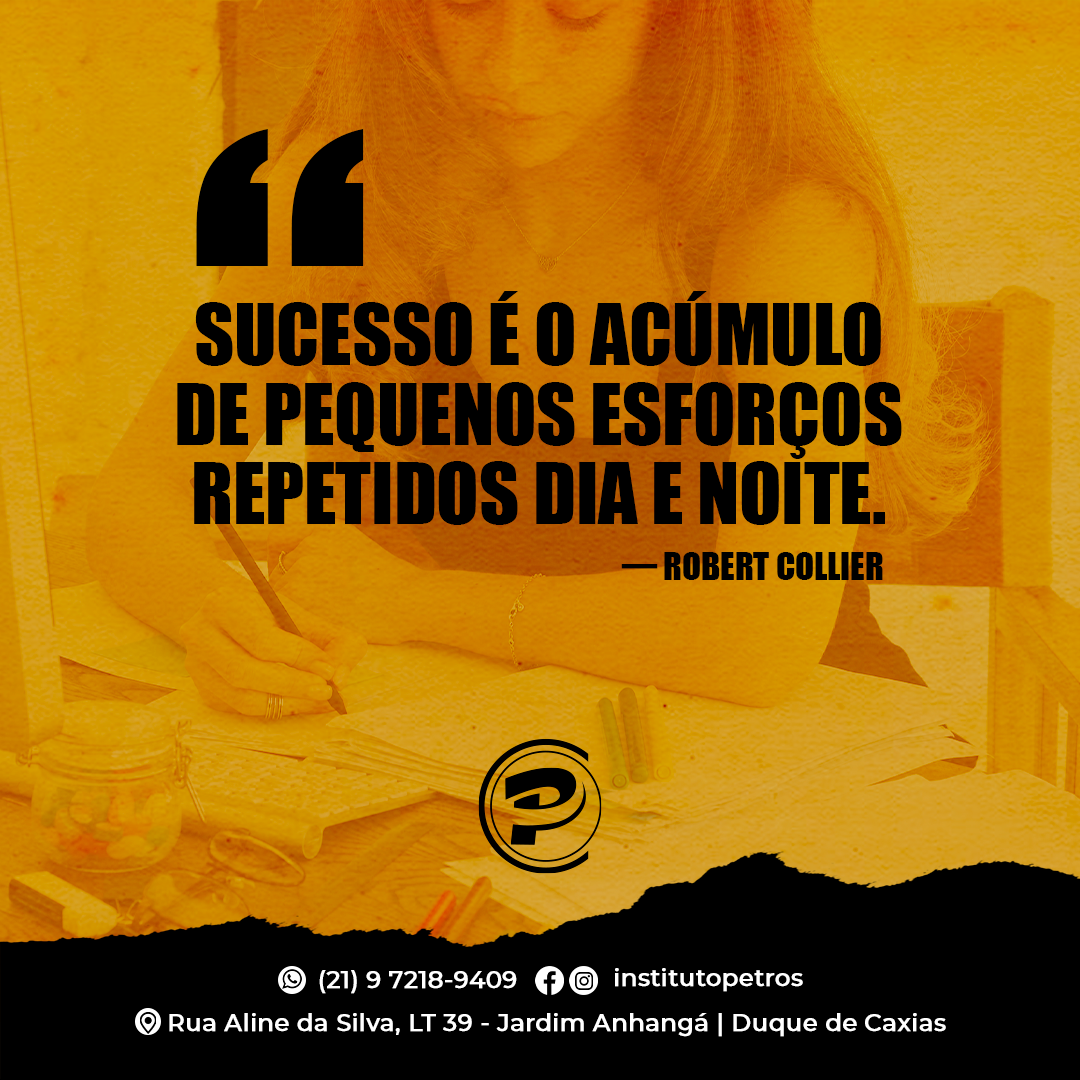 “
SUCESSO É O ACÚMULO
DE PEQUENOS ESFORÇOS
REPETIDOS DIA E NOITE.
— ROBERT COLLIER
P
(21) 9 7218-9409 institutopetros
Rua Aline da Silva, LT 39 - Jardim Anhangá | Duque de Caxias